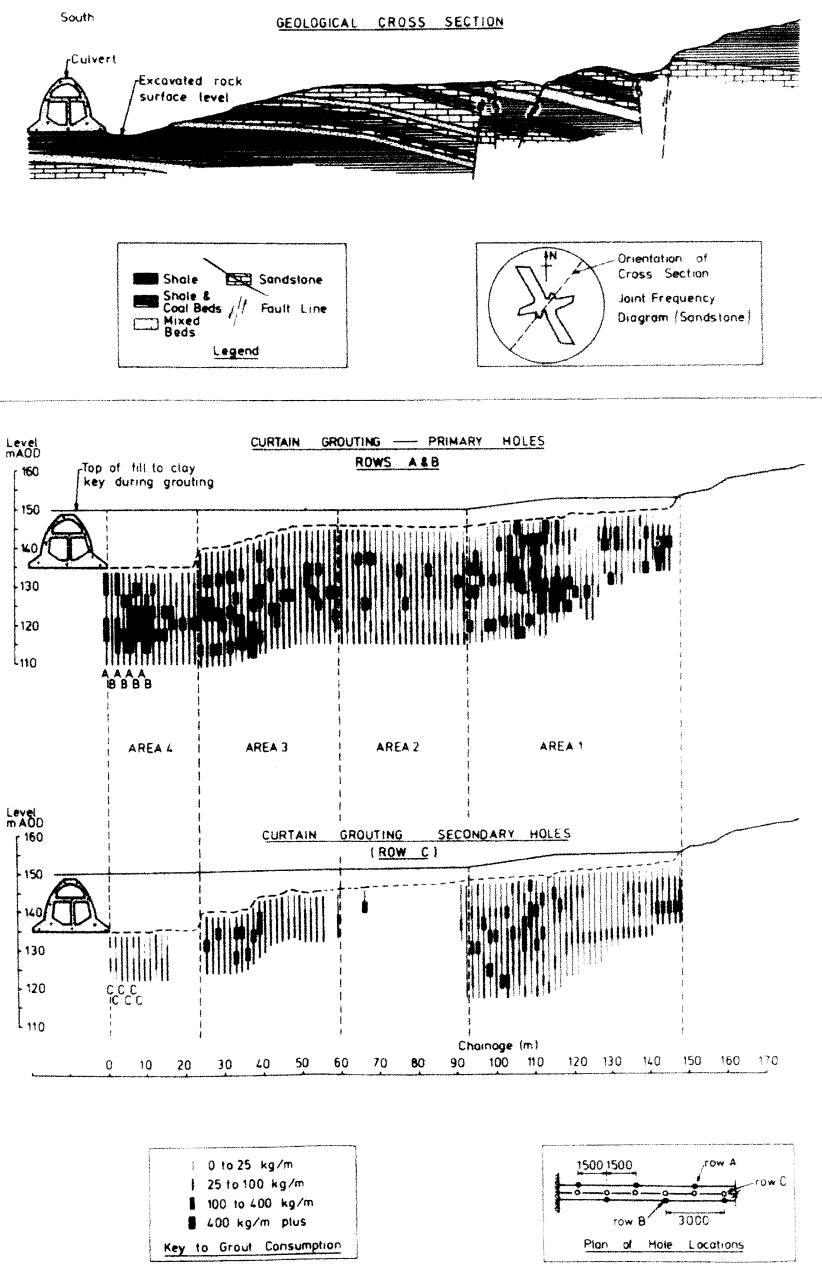 South
GEOLOGICAL CROSS SECTION
Culvert
Excavated rock
surface level
Shale
Sandstone
Shale &
Coal Beds
Fault Line
Mixed
Beds
Legend
N
Orientation of
Cross Section
Joint Frequency
Diagram (Sandstone)
Level
mAOD
CURTAIN GROUTING — PRIMARY HOLES
ROWS A & B
Top of fill to clay
key during grouting
160
150
140
130
120
110
A A A A
B B B B
AREA 4
AREA 3
AREA 2
AREA 1
Level
mAOD
CURTAIN GROUTING SECONDARY HOLES
(ROW C)
160
150
140
130
120
110
C C C
C C C
Chainage (m)
0 10 20 30 40 50 60 70 80 90 100 110 120 130 140 150 160 170
0 to 25 kg/m
25 to 100 kg/m
100 to 400 kg/m
400 kg/m plus
Key to Grout Consumption
1500 1500
row A
row C
row B
3000
Plan of Hole Locations